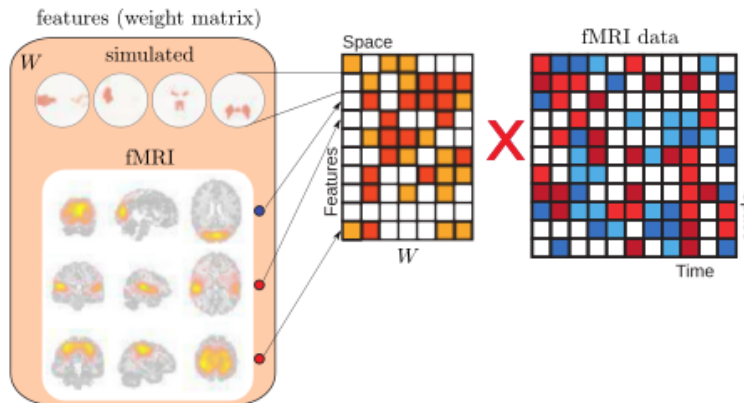 features (weight matrix)
W
simulated
fMRI
Space
Features
W
X
fMRI data
Time